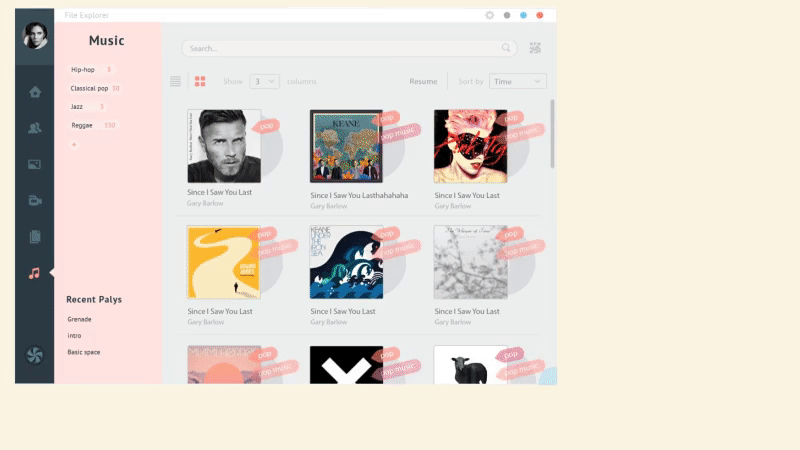 File Explorer
Music
Hip-hop 8
Classical pop 50
Jazz 5
Reggae 150
+
Recent Palys
Grenade
intro
Basic space
Search...
Show 3 columns Resume Sort by Time
pop
pop
pop music
pop
pop music
KEANE
Since I Saw You Last
Gary Barlow
Since I Saw You Lasthahahaha
Gary Barlow
Since I Saw You Last
Gary Barlow
pop
pop music
pop
pop music
pop
pop music
KEANE
UNDER
THE
IRON
SEA
Since I Saw You Last
Gary Barlow
Since I Saw You Last
Gary Barlow
Since I Saw You Last
Gary Barlow
pop
pop music
pop
pop music
pop
pop music